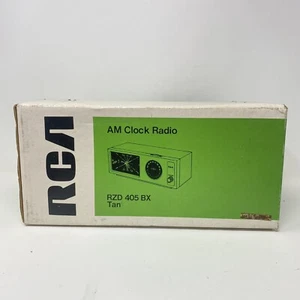 RCA
AM Clock Radio
RZD 405 BX
Tan